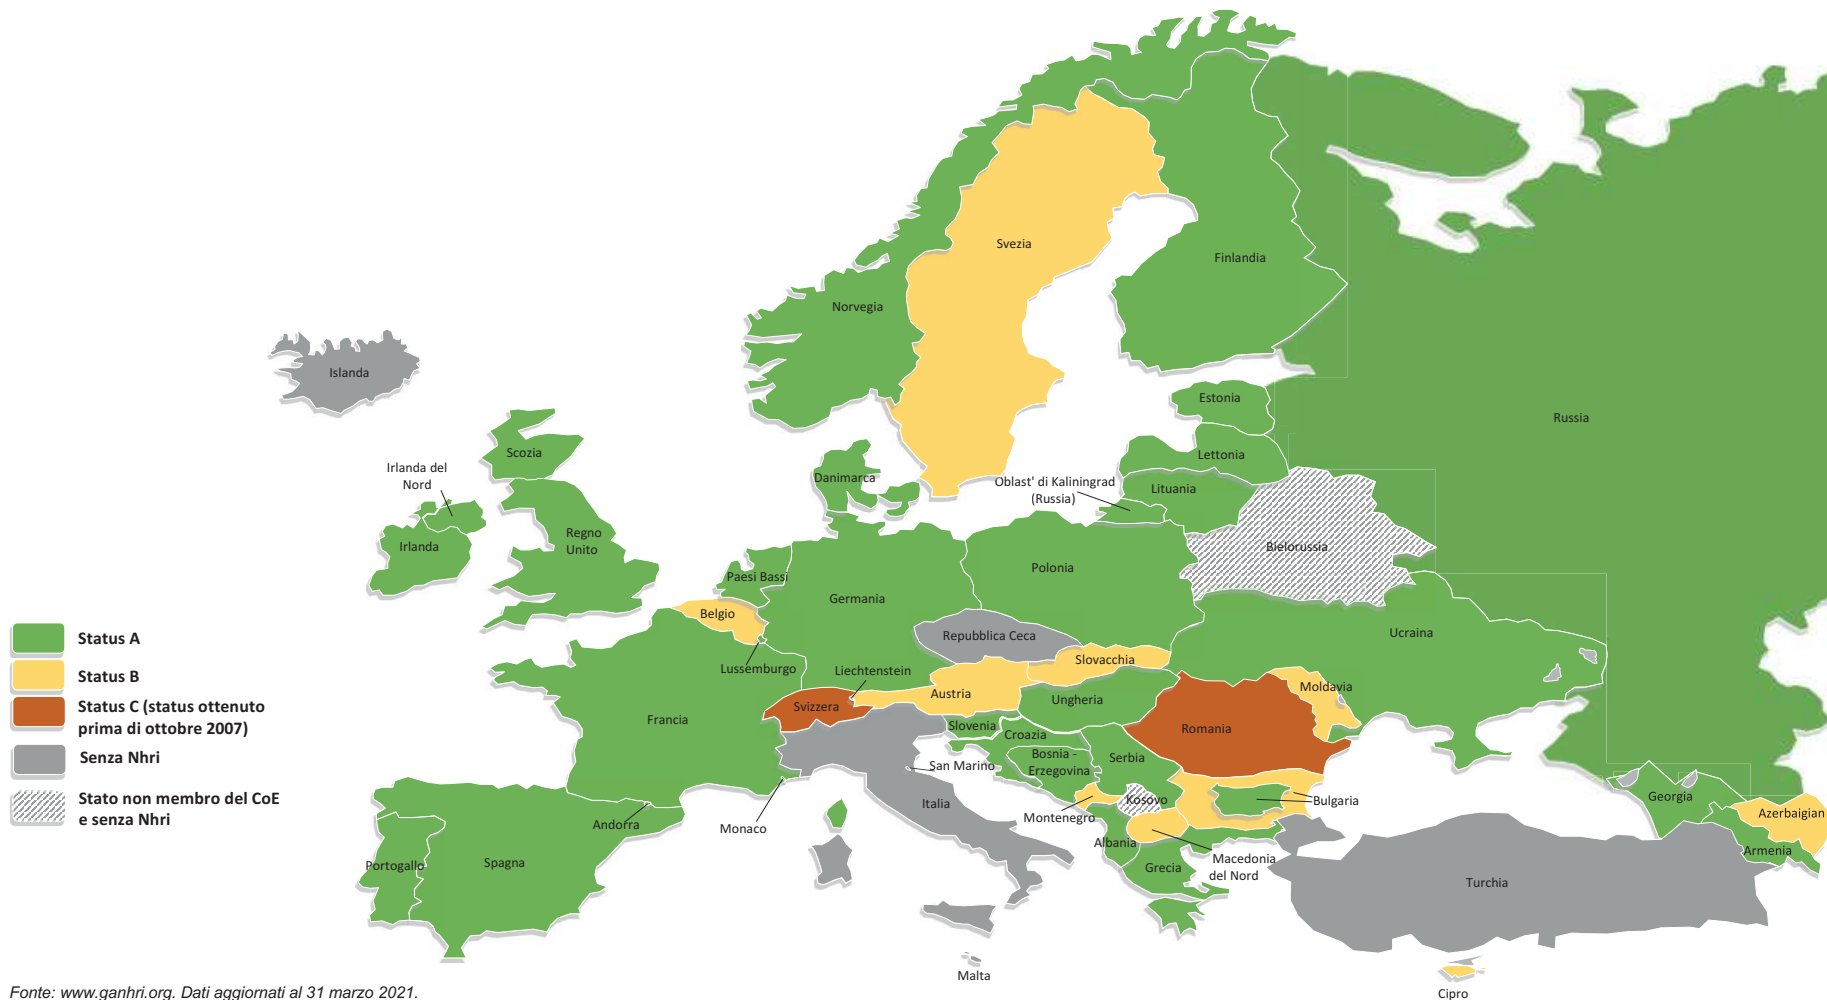 Svezia
Finlandia
Norvegia
Islanda
Estonia
Russia
Scozia
Lettonia
Irlanda del
Nord
Danimarca
Oblast' di Kaliningrad
(Russia)
Lituania
Irlanda
Regno
Unito
Bielorussia
Paesi Bassi
Polonia
Germania
Belgio
Repubblica Ceca
Ucraina
Status A
Lussemburgo
Liechtenstein
Slovacchia
Status B
Austria
Moldavia
Ungheria
Status C (status ottenuto
prima di ottobre 2007)
Svizzera
Francia
Slovenia
Croazia
Romania
Senza Nhri
Bosnia -
Erzegovina
Serbia
San Marino
Stato non membro del CoE
e senza Nhri
Italia
Kosovo
Bulgaria
Georgia
Montenegro
Azerbaigian
Andorra
Monaco
Albania
Armenia
Macedonia
del Nord
Portogallo
Spagna
Grecia
Turchia
Malta
Cipro
Fonte: www.ganhri.org. Dati aggiornati al 31 marzo 2021.